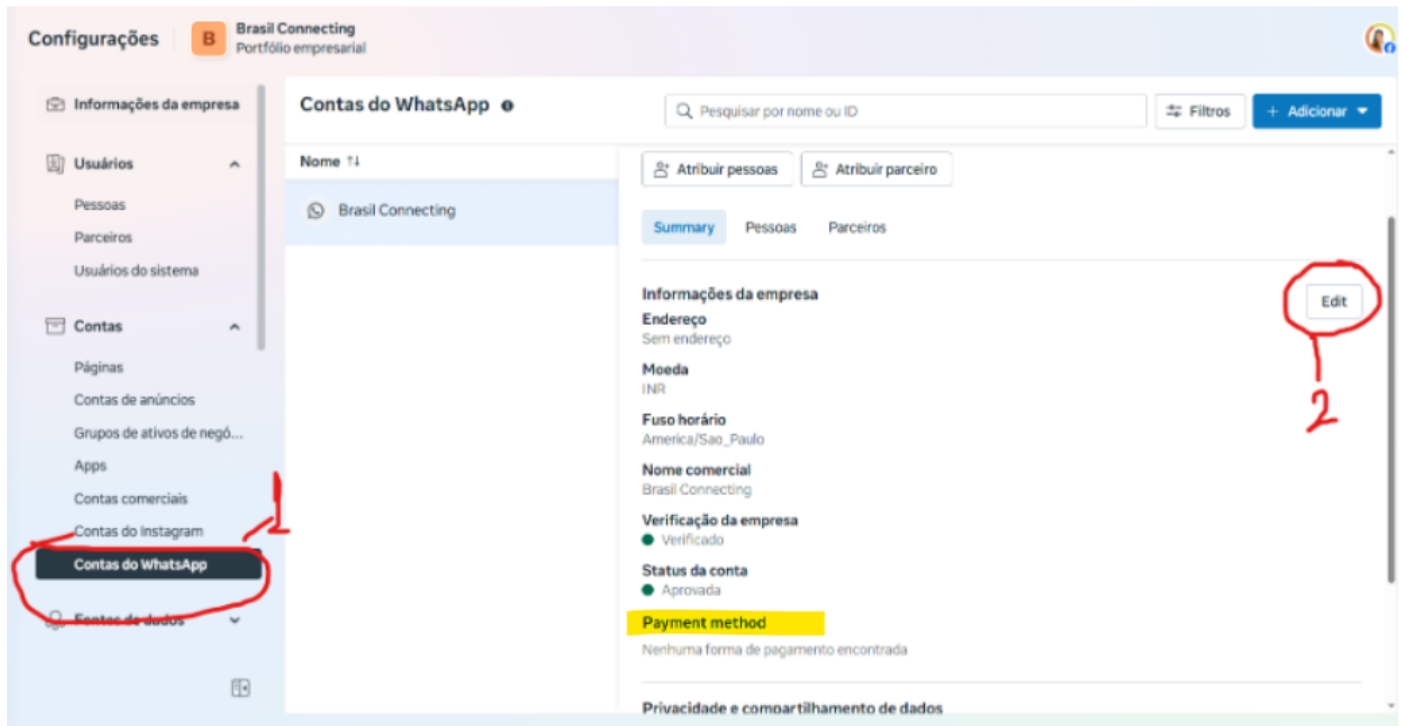 Configurações
B
Brasil Connecting
Portfólio empresarial
Informações da empresa
Usuários
Pessoas
Parceiros
Usuários do sistema
Contas
Páginas
Contas de anúncios
Grupos de ativos de negó...
Apps
Contas comerciais
Contas do Instagram
1
Contas do WhatsApp
Fontes de dados
Contas do WhatsApp
Pesquisar por nome ou ID
Filtros
+ Adicionar
Nome ↑↓
Brasil Connecting
Atribuir pessoas
Atribuir parceiro
Summary
Pessoas
Parceiros
Informações da empresa
Edit
2
Endereço
Sem endereço
Moeda
INR
Fuso horário
America/Sao_Paulo
Nome comercial
Brasil Connecting
Verificação da empresa
Verificado
Status da conta
Aprovada
Payment method
Nenhuma forma de pagamento encontrada
Privacidade e compartilhamento de dados